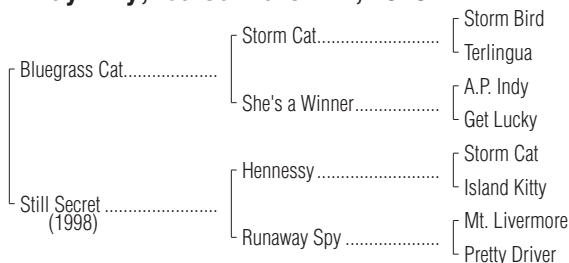 Storm Bird
Storm Cat....................
Terlingua
Bluegrass Cat....................
A.P. Indy
She's a Winner..................
Get Lucky
Storm Cat
Hennessy..........................
Island Kitty
Still Secret........................
(1998)
Mt. Livermore
Runaway Spy....................
Pretty Driver